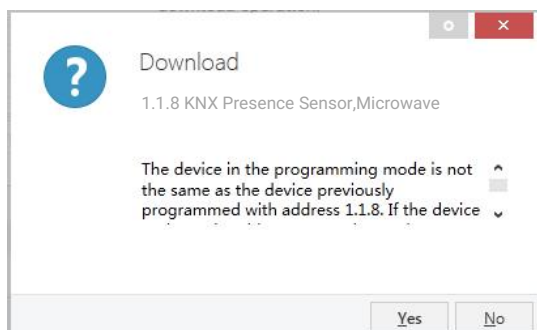 ?
Download
1.1.8 KNX Presence Sensor,Microwave
The device in the programming mode is not
the same as the device previously
programmed with address 1.1.8. If the device
Yes
No